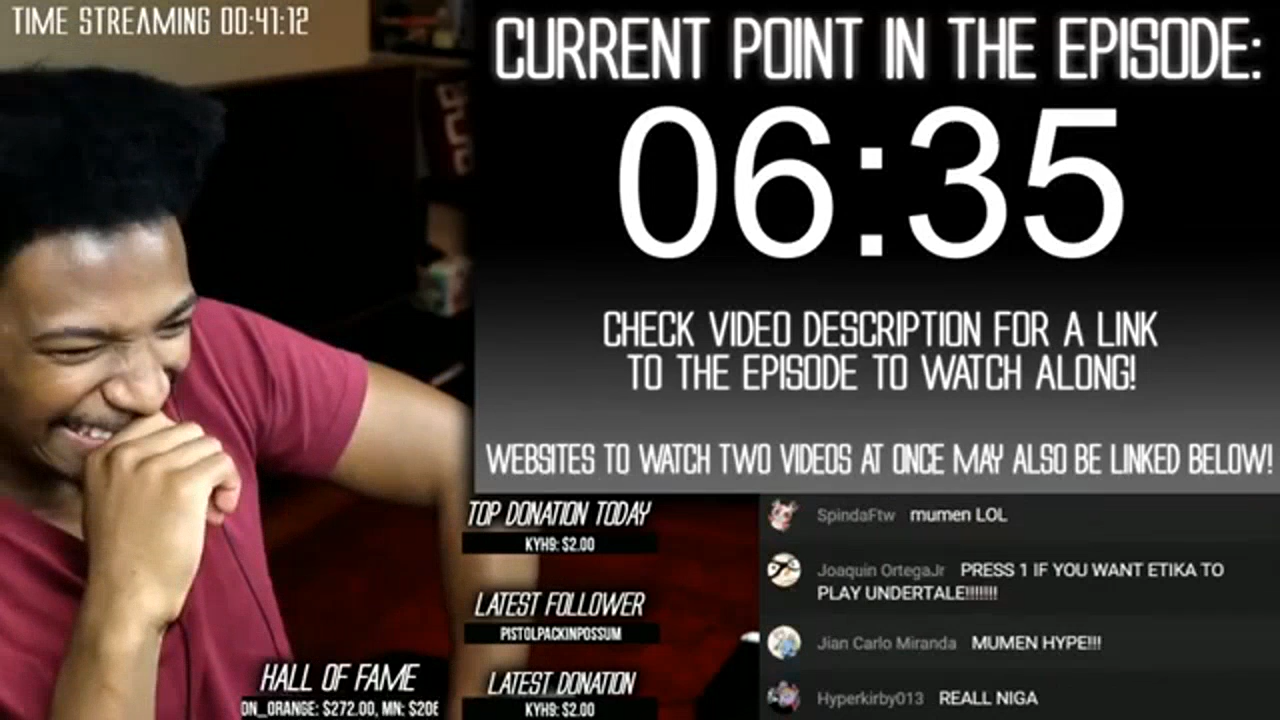 TIME STREAMING 00:41:12
CURRENT POINT IN THE EPISODE:
06:35
CHECK VIDEO DESCRIPTION FOR A LINK
TO THE EPISODE TO WATCH ALONG!
WEBSITES TO WATCH TWO VIDEOS AT ONCE MAY ALSO BE LINKED BELOW!
TOP DONATION TODAY
KYH9: $2.00
LATEST FOLLOWER
PISTOLPACKINPOSSUM
LATEST DONATION
KYH9: $2.00
HALL OF FAME
ON_ORANGE: $272.00, MN: $206
SpindaFtw mumen LOL
Joaquin OrtegaJr PRESS 1 IF YOU WANT ETIKA TO
PLAY UNDERTALE!!!!!!!
Jian Carlo Miranda MUMEN HYPE!!!
Hyperkirby013 REALL NIGA